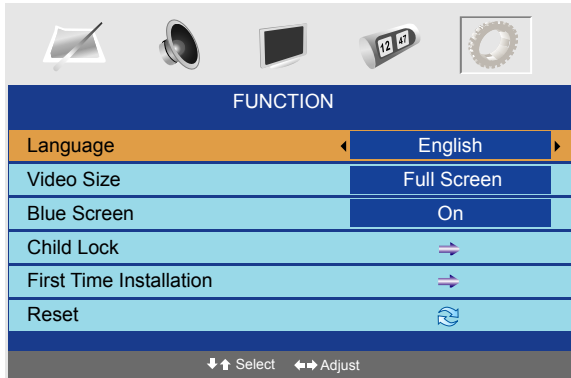 12 47
FUNCTION
Language English
Video Size Full Screen
Blue Screen On
Child Lock
First Time Installation
Reset
Select Adjust